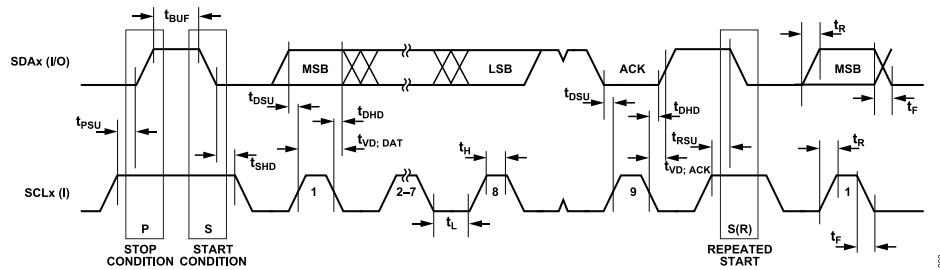 tBUF
tR
SDAx (I/O)
MSB
LSB
ACK
MSB
tDSU
tDHD
tDSU
tDHD
tF
tPSU
tVD; DAT
tRSU
tR
tSHD
tH
tVD; ACK
SCLx (I)
1
2–7
8
9
1
tL
tF
P
S
S(R)
STOP
CONDITION
START
CONDITION
REPEATED
START